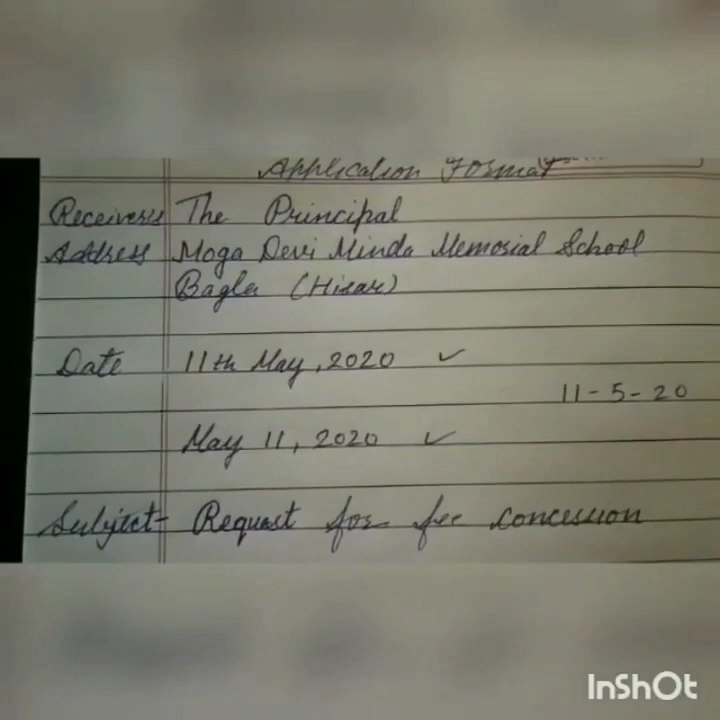 Application Format
Receivers The Principal
Address Moga Devi Minda Memorial School
Bagla (Hisar)
Date 11th May, 2020 ✓
11-5-20
May 11, 2020 ✓
Subject- Request for fee concession
InShOt